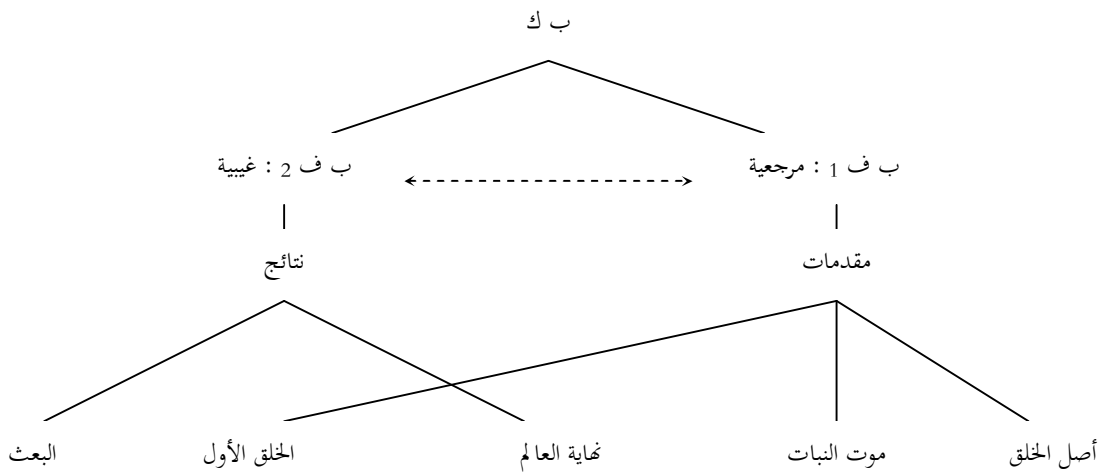 ب ك
ب ف 1 : مرجعية
ب ف 2 : غيبية
مقدمات
نتائج
أصل الخلق
موت النبات
نهاية العالم
الخلق الأول
البعث